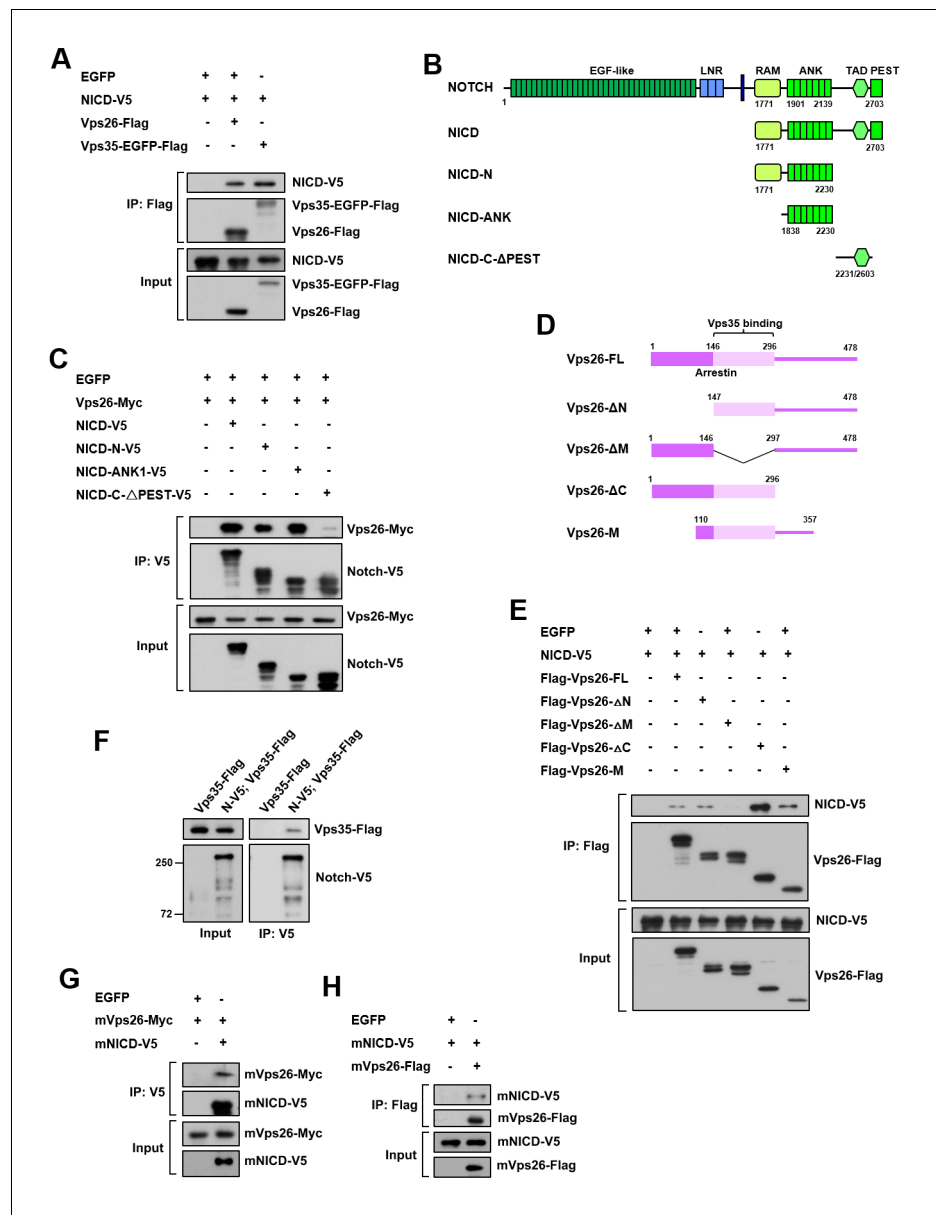 A
EGFP + + -
NICD-V5 + + +
Vps26-Flag - + -
Vps35-EGFP-Flag - - +
IP: Flag
NICD-V5
Vps35-EGFP-Flag
Vps26-Flag
Input
NICD-V5
Vps35-EGFP-Flag
Vps26-Flag
B
EGF-like LNR RAM ANK TAD PEST
NOTCH
1 1771 1901 2139 2703
NICD
1771 2703
NICD-N
1771 2230
NICD-ANK
1838 2230
NICD-C-ΔPEST
2231/2603
C
EGFP + + + + +
Vps26-Myc + + + + +
NICD-V5 - + - - -
NICD-N-V5 - - + - -
NICD-ANK1-V5 - - - + -
NICD-C-△PEST-V5 - - - - +
IP: V5
Vps26-Myc
Notch-V5
Input
Vps26-Myc
Notch-V5
D
Vps35 binding
1 146 296 478
Vps26-FL
Arrestin
147 478
Vps26-ΔN
1 146 297 478
Vps26-ΔM
1 296
Vps26-ΔC
110 357
Vps26-M
E
EGFP + + - + - +
NICD-V5 + + + + + +
Flag-Vps26-FL - + - - - -
Flag-Vps26-△N - - + - - -
Flag-Vps26-△M - - - + - -
Flag-Vps26-△C - - - - + -
Flag-Vps26-M - - - - - +
IP: Flag
NICD-V5
Vps26-Flag
Input
NICD-V5
Vps26-Flag
F
Vps35-Flag
N-V5; Vps35-Flag
Vps35-Flag
N-V5; Vps35-Flag
Vps35-Flag
250
Notch-V5
72
Input IP: V5
G
EGFP + -
mVps26-Myc + +
mNICD-V5 - +
IP: V5
mVps26-Myc
mNICD-V5
Input
mVps26-Myc
mNICD-V5
H
EGFP + -
mNICD-V5 + +
mVps26-Flag - +
IP: Flag
mNICD-V5
mVps26-Flag
Input
mNICD-V5
mVps26-Flag